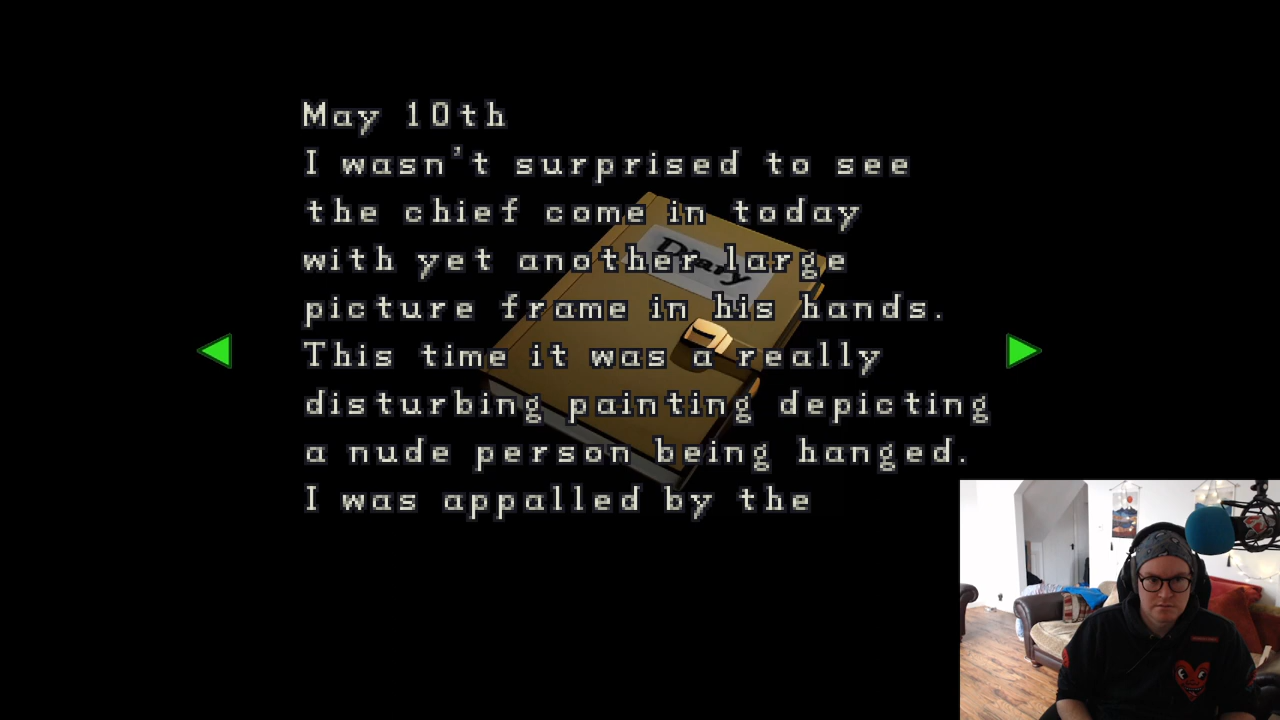 May 10th
I wasn't surprised to see
the chief come in today
with yet another large
picture frame in his hands.
This time it was a really
disturbing painting depicting
a nude person being hanged.
I was appalled by the
Diary